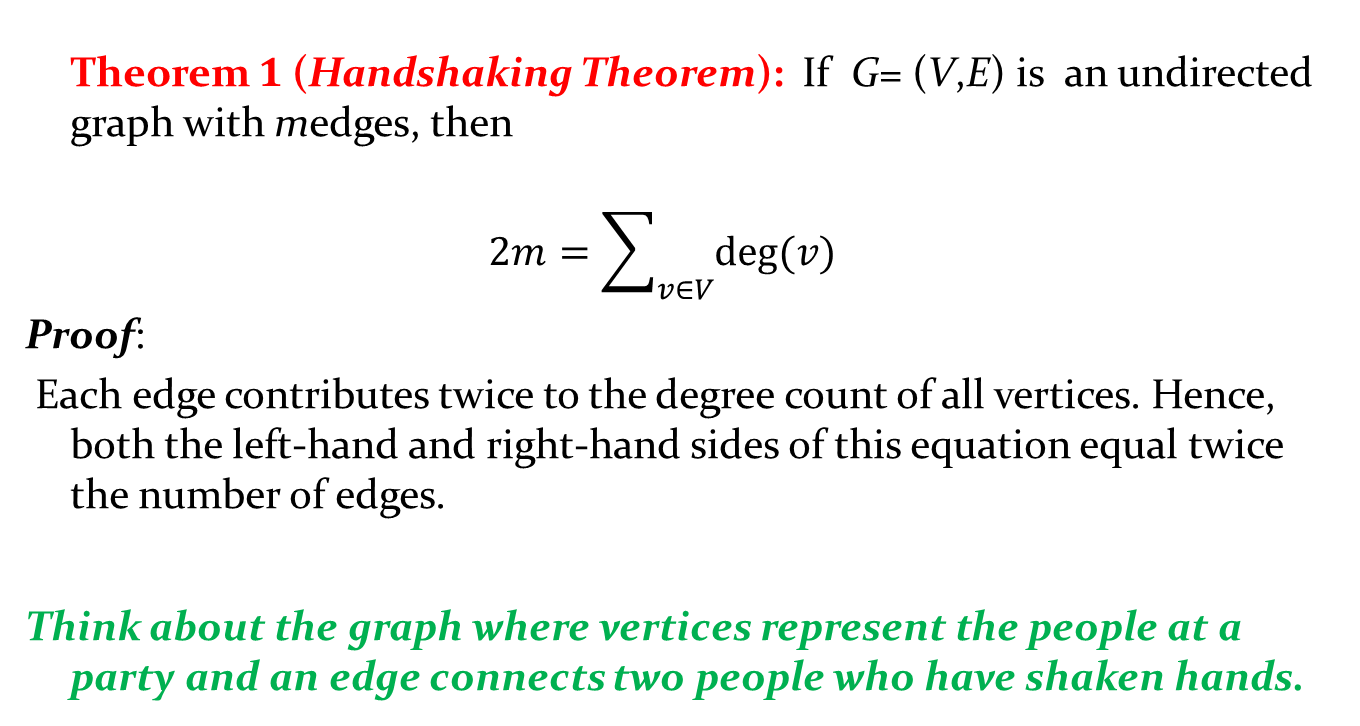 Theorem 1 (Handshaking Theorem): If G= (V,E) is an undirected
graph with medges, then
2m = ∑v∈V deg(v)
Proof:
Each edge contributes twice to the degree count of all vertices. Hence,
both the left-hand and right-hand sides of this equation equal twice
the number of edges.
Think about the graph where vertices represent the people at a
party and an edge connects two people who have shaken hands.